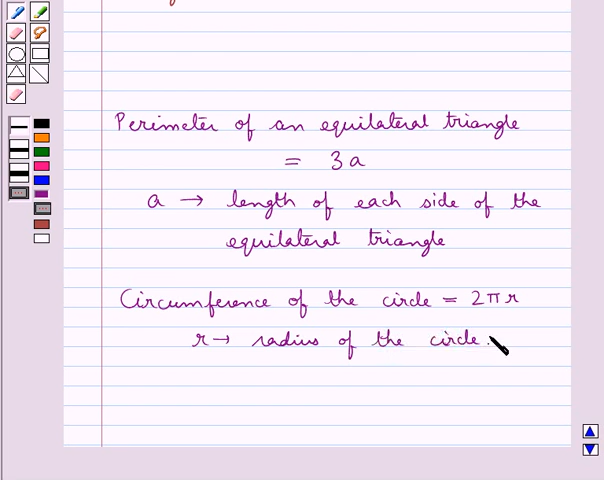 Perimeter of an equilateral triangle
= 3a
a → length of each side of the
equilateral triangle
Circumference of the circle = 2πr
r → radius of the circle.